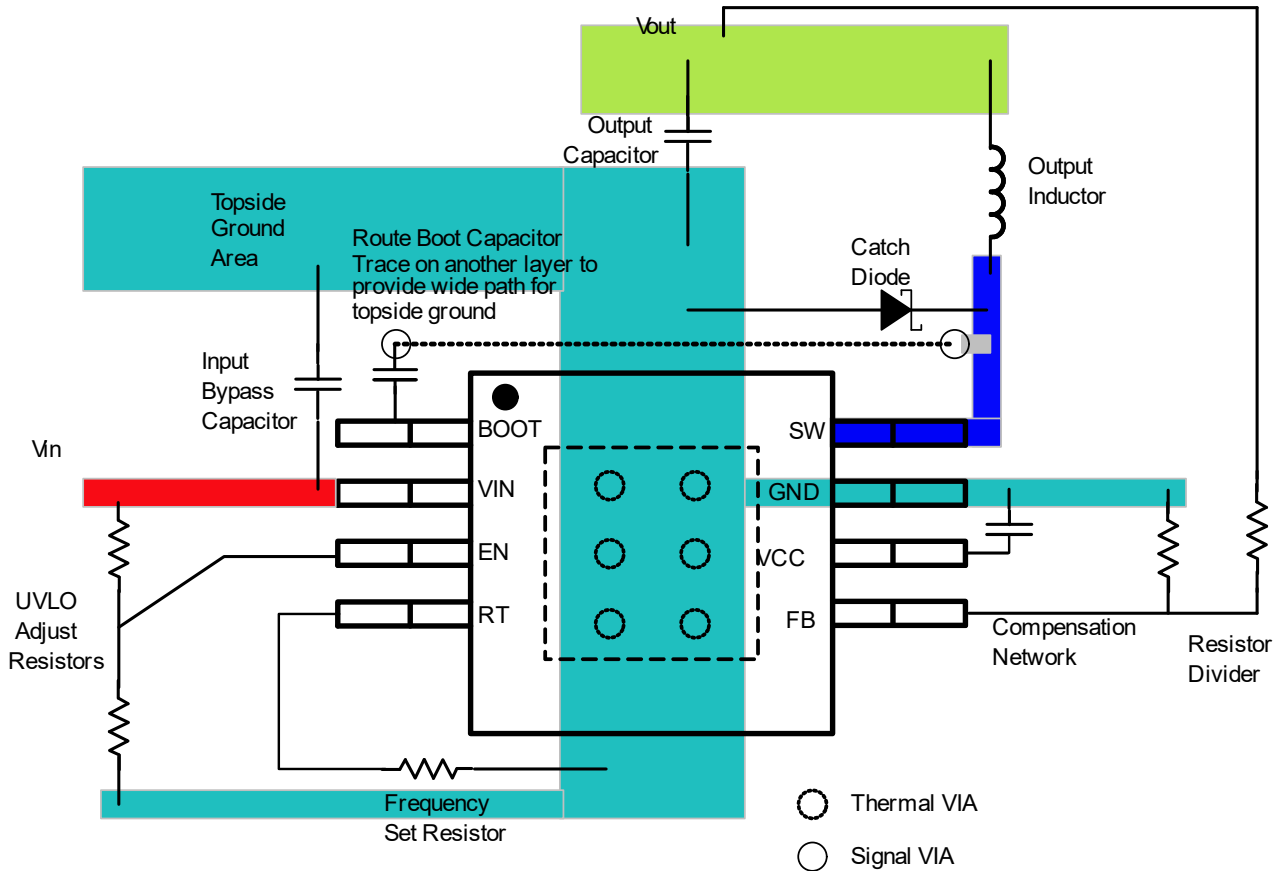 Vout
Output
Capacitor
Output
Inductor
Topside
Ground
Area
Route Boot Capacitor
Trace on another layer to
provide wide path for
topside ground
Catch
Diode
Input
Bypass
Capacitor
Vin
BOOT
SW
VIN
GND
EN
VCC
RT
FB
UVLO
Adjust
Resistors
Compensation
Network
Resistor
Divider
Frequency
Set Resistor
Thermal VIA
Signal VIA